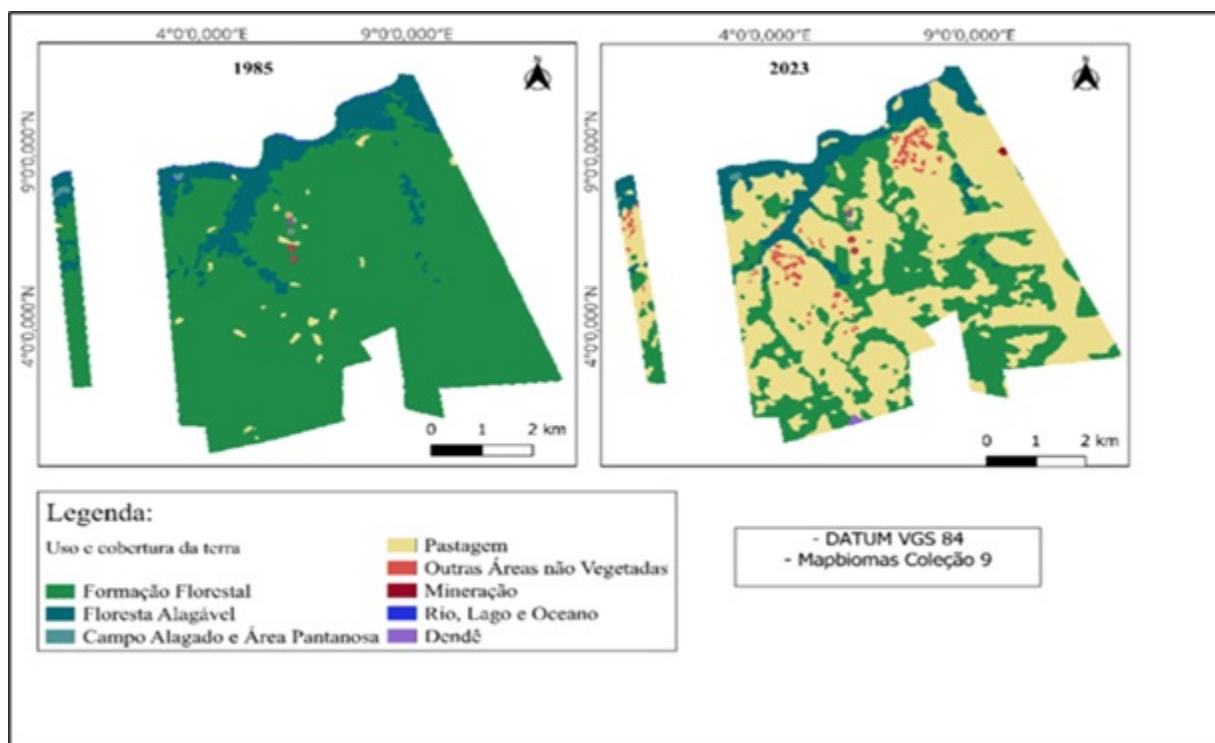 4°0'0,000"E 9°0'0,000"E
1985
N
9°0'0,000"N
4°0'0,000"N
0 1 2 km
4°0'0,000"E 9°0'0,000"E
2023
N
9°0'0,000"N
4°0'0,000"N
0 1 2 km
Legenda:
Uso e cobertura da terra
Formação Florestal
Floresta Alagável
Campo Alagado e Área Pantanosa
Pastagem
Outras Áreas não Vegetadas
Mineração
Rio, Lago e Oceano
Dendê
- DATUM VGS 84
- Mapbiomas Coleção 9